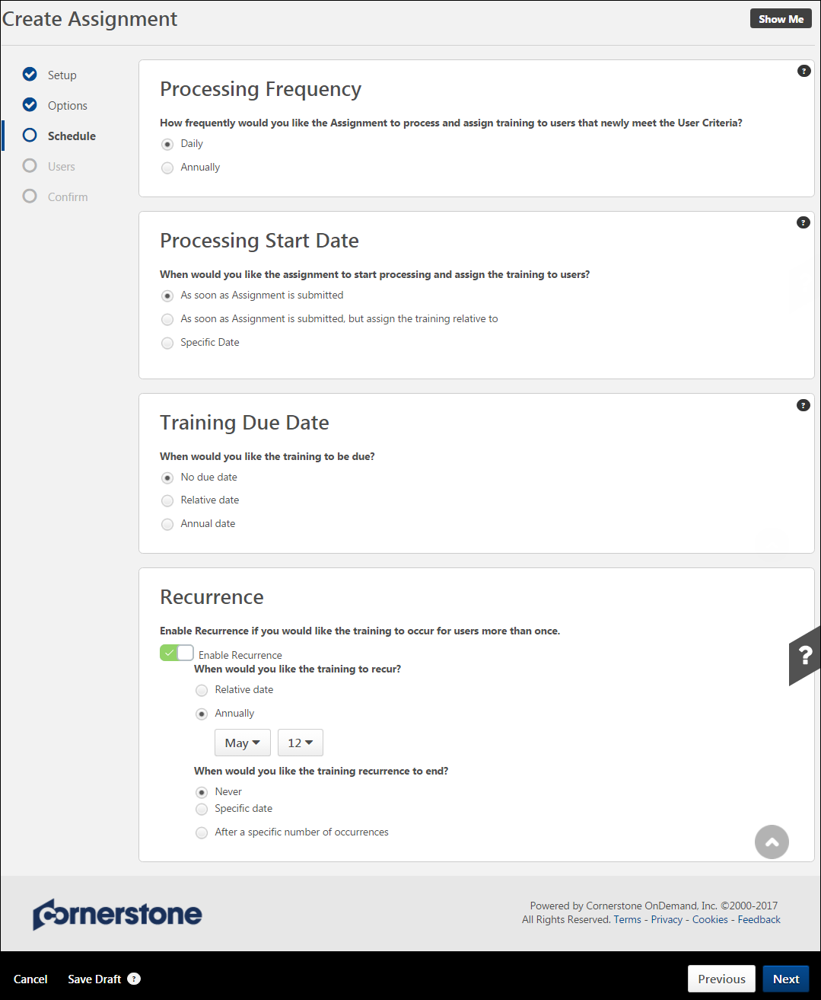 Create Assignment
Show Me
Setup
Options
Schedule
Users
Confirm
?
Processing Frequency
How frequently would you like the Assignment to process and assign training to users that newly meet the User Criteria?
Daily
Annually
?
Processing Start Date
When would you like the assignment to start processing and assign the training to users?
As soon as Assignment is submitted
As soon as Assignment is submitted, but assign the training relative to
Specific Date
?
Training Due Date
When would you like the training to be due?
No due date
Relative date
Annual date
Recurrence
Enable Recurrence if you would like the training to occur for users more than once.
Enable Recurrence
When would you like the training to recur?
Relative date
Annually
May 12
When would you like the training recurrence to end?
Never
Specific date
After a specific number of occurrences
?
Cornerstone
Powered by Cornerstone OnDemand, Inc. ©2000-2017
All Rights Reserved. Terms - Privacy - Cookies - Feedback
Cancel Save Draft ? Previous Next